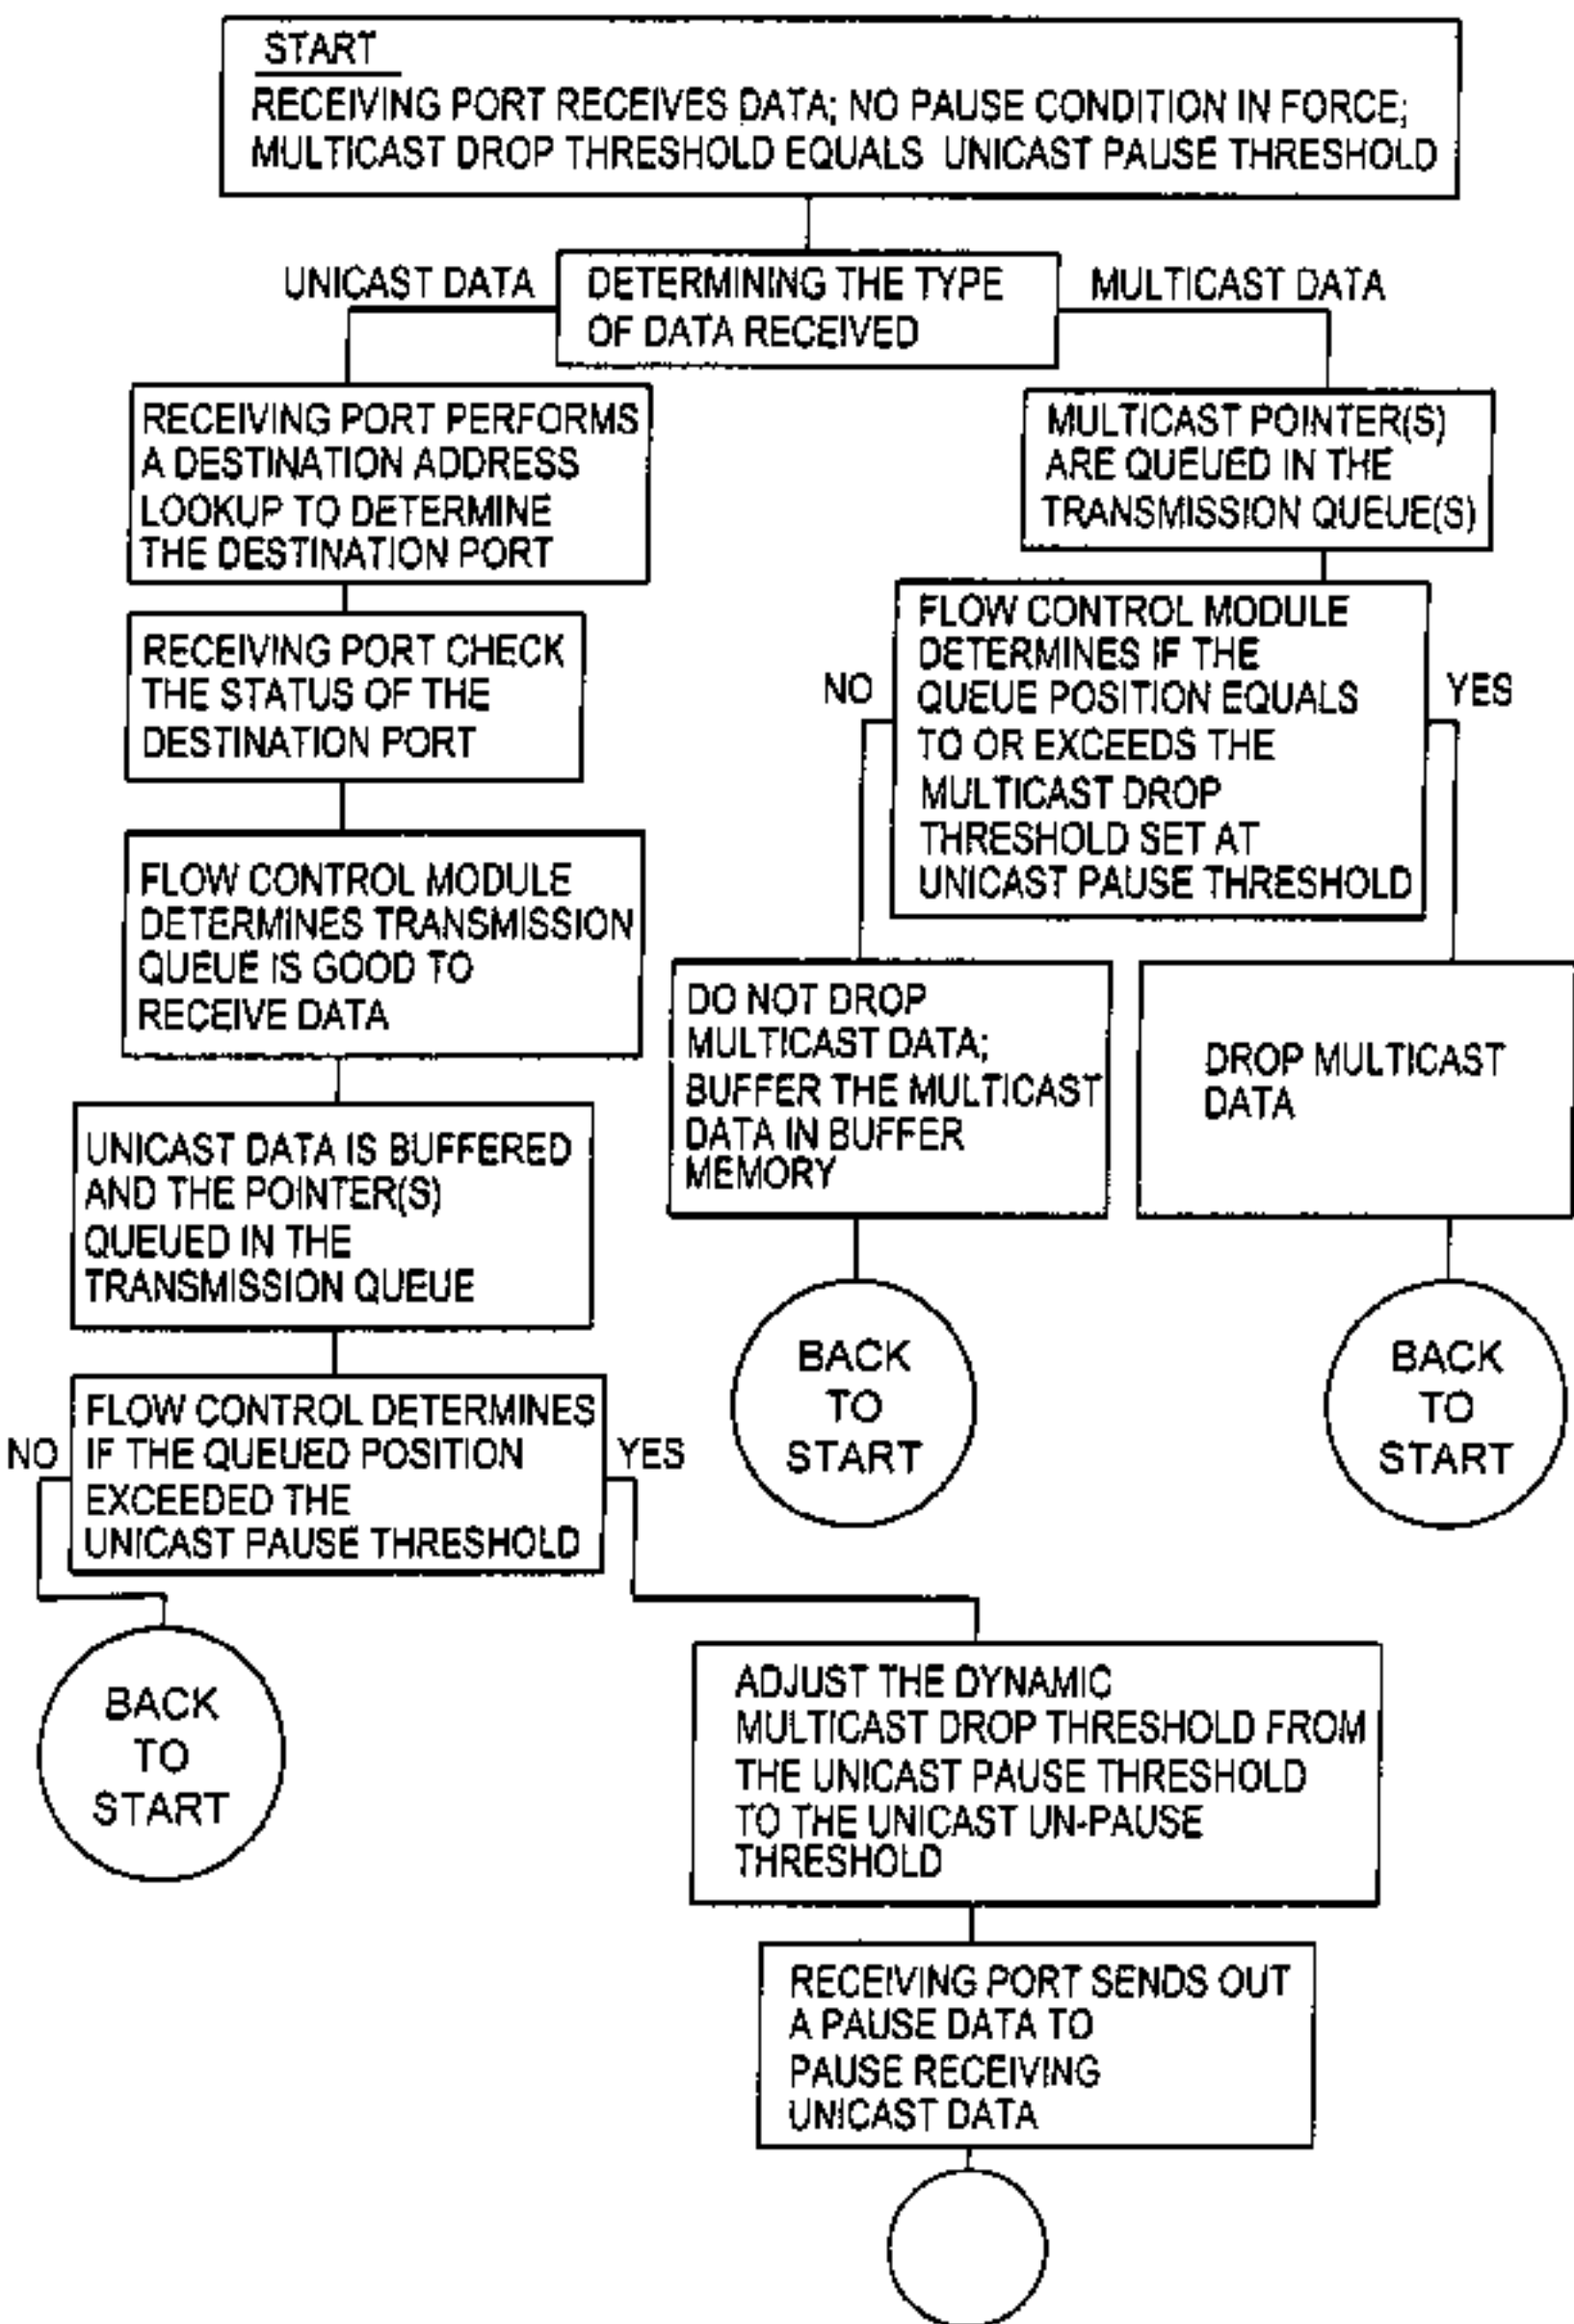 START
RECEIVING PORT RECEIVES DATA; NO PAUSE CONDITION IN FORCE;
MULTICAST DROP THRESHOLD EQUALS UNICAST PAUSE THRESHOLD
UNICAST DATA
DETERMINING THE TYPE
OF DATA RECEIVED
MULTICAST DATA
RECEIVING PORT PERFORMS
A DESTINATION ADDRESS
LOOKUP TO DETERMINE
THE DESTINATION PORT
MULTICAST POINTER(S)
ARE QUEUED IN THE
TRANSMISSION QUEUE(S)
RECEIVING PORT CHECK
THE STATUS OF THE
DESTINATION PORT
NO
FLOW CONTROL MODULE
DETERMINES IF THE
QUEUE POSITION EQUALS
TO OR EXCEEDS THE
MULTICAST DROP
THRESHOLD SET AT
UNICAST PAUSE THRESHOLD
YES
FLOW CONTROL MODULE
DETERMINES TRANSMISSION
QUEUE IS GOOD TO
RECEIVE DATA
DO NOT DROP
MULTICAST DATA;
BUFFER THE MULTICAST
DATA IN BUFFER
MEMORY
DROP MULTICAST
DATA
UNICAST DATA IS BUFFERED
AND THE POINTER(S)
QUEUED IN THE
TRANSMISSION QUEUE
BACK
TO
START
BACK
TO
START
NO
FLOW CONTROL DETERMINES
IF THE QUEUED POSITION
EXCEEDED THE
UNICAST PAUSE THRESHOLD
YES
BACK
TO
START
ADJUST THE DYNAMIC
MULTICAST DROP THRESHOLD FROM
THE UNICAST PAUSE THRESHOLD
TO THE UNICAST UN-PAUSE
THRESHOLD
RECEIVING PORT SENDS OUT
A PAUSE DATA TO
PAUSE RECEIVING
UNICAST DATA